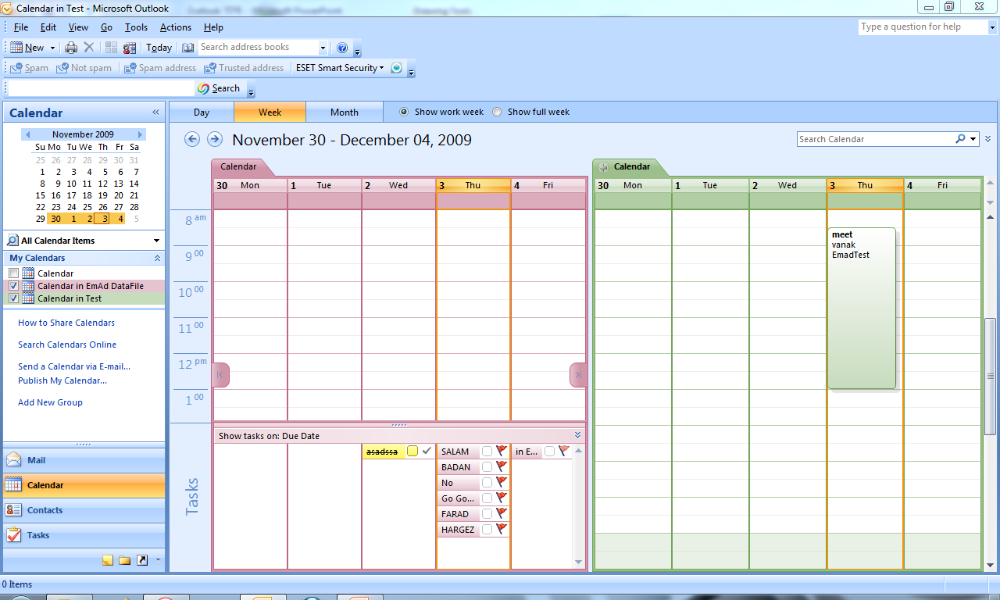 Calendar in Test - Microsoft Outlook
File Edit View Go Tools Actions Help
Type a question for help
New Today Search address books
Spam Not spam Spam address Trusted address ESET Smart Security
Search
Calendar «
November 2009
Su Mo Tu We Th Fr Sa
25 26 27 28 29 30 31
1 2 3 4 5 6 7
8 9 10 11 12 13 14
15 16 17 18 19 20 21
22 23 24 25 26 27 28
29 30 1 2 3 4 5
All Calendar Items
My Calendars
Calendar
Calendar in EmAd DataFile
Calendar in Test
How to Share Calendars
Search Calendars Online
Send a Calendar via E-mail...
Publish My Calendar...
Add New Group
Mail
Calendar
Contacts
Tasks
Day Week Month Show work week Show full week
November 30 - December 04, 2009
Search Calendar
Calendar
30 Mon 1 Tue 2 Wed 3 Thu 4 Fri
8 am
9 00
10 00
11 00
12 pm
1 00
Show tasks on: Due Date
Tasks
asadssa
SALAM
BADAN
No
Go Go...
FARAD
HARGEZ
in E...
Calendar
30 Mon 1 Tue 2 Wed 3 Thu 4 Fri
meet
vanak
EmadTest
0 Items